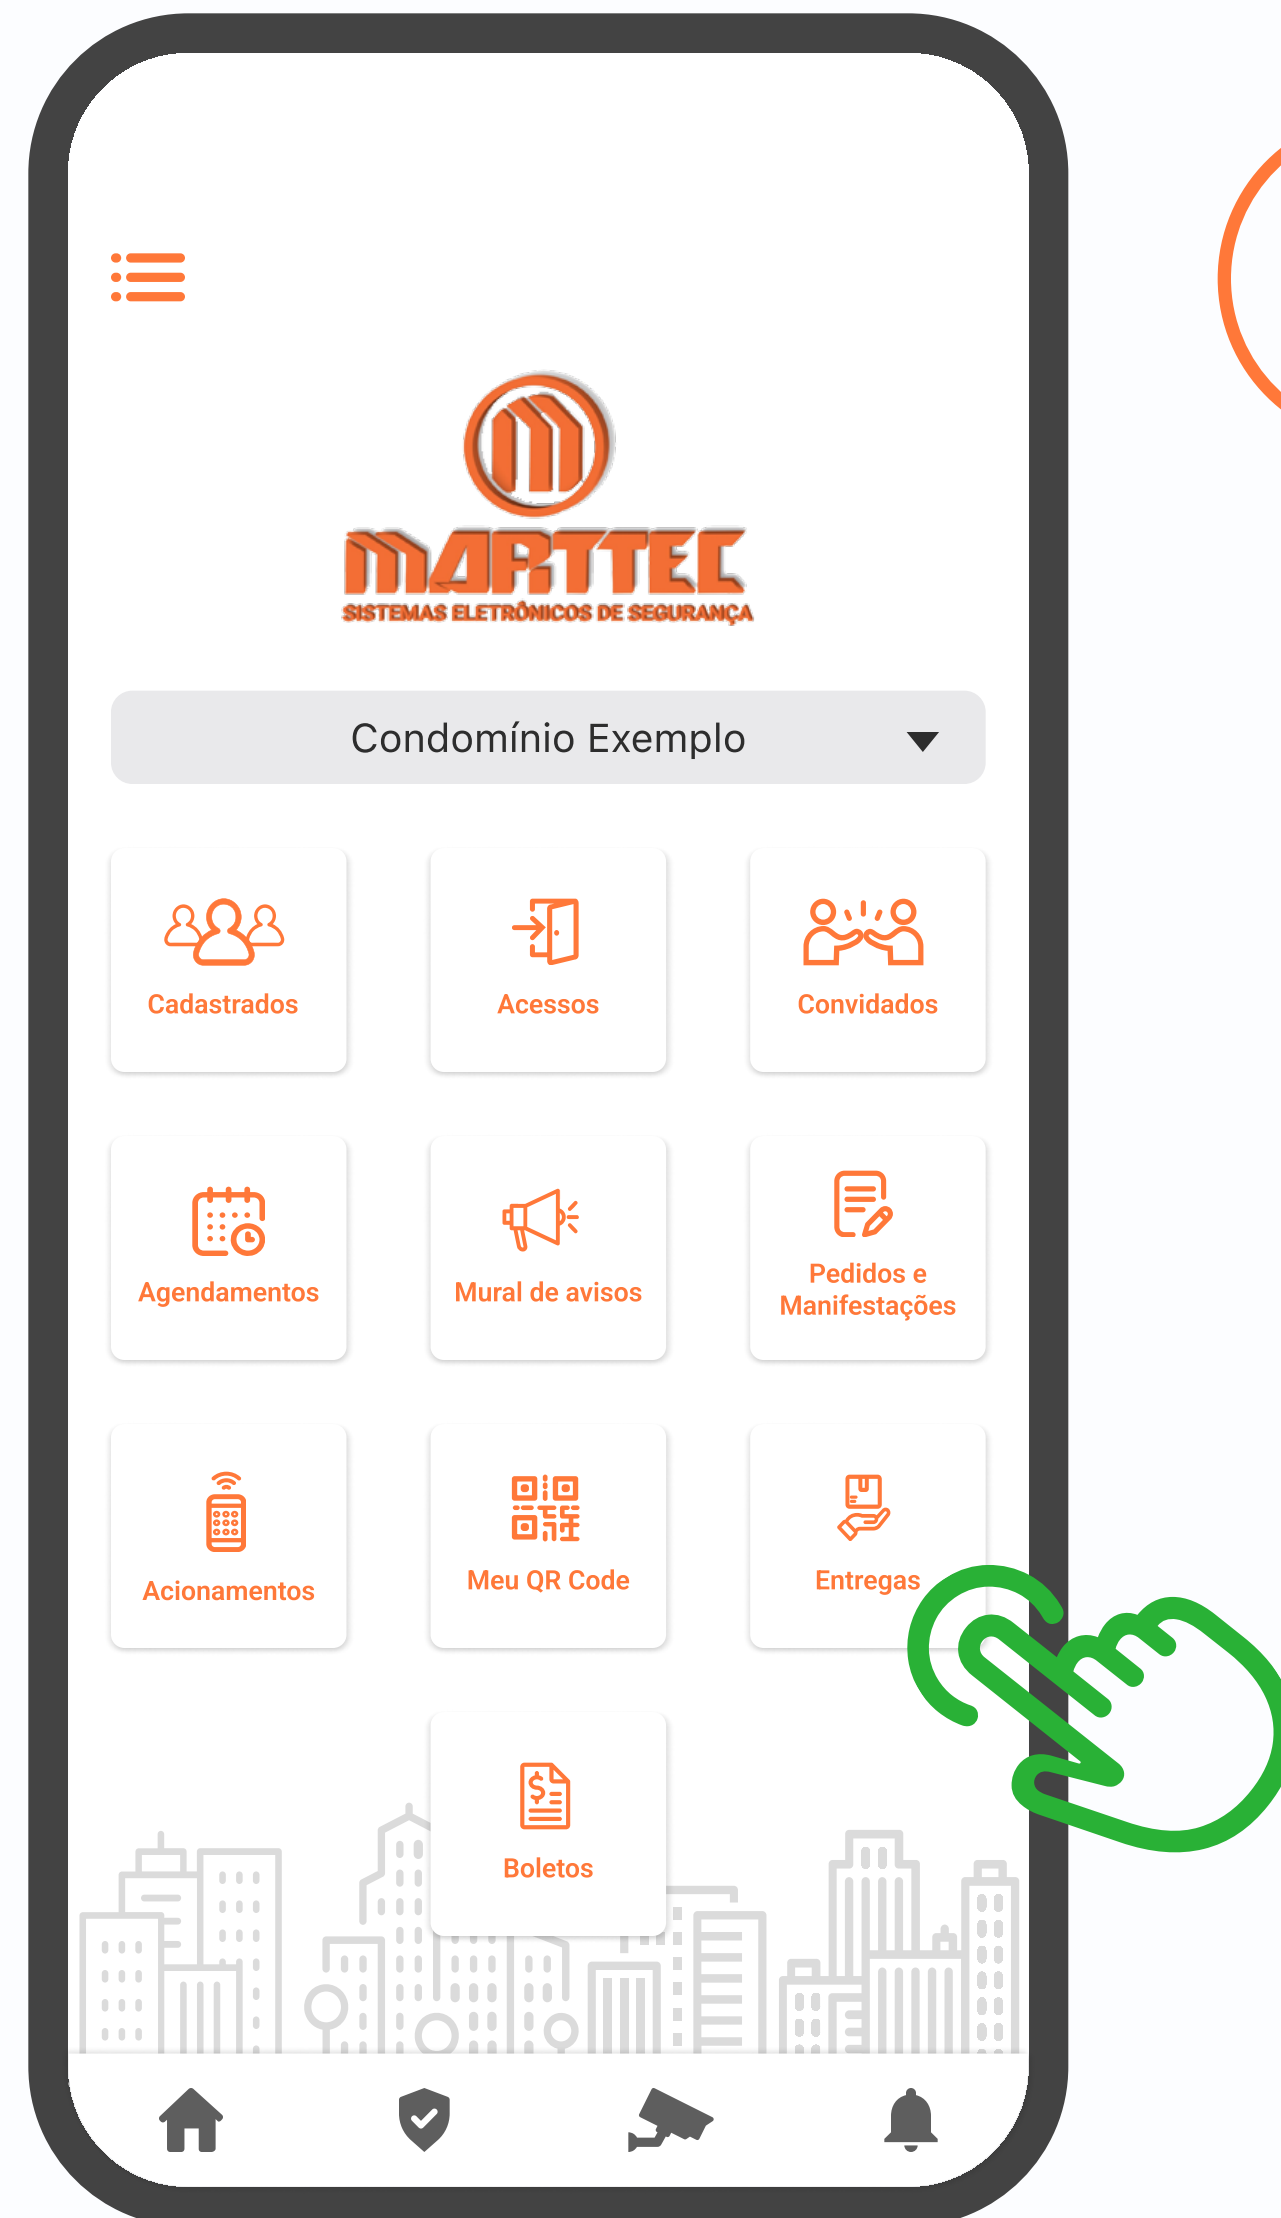 MARTTEC
SISTEMAS ELETRÔNICOS DE SEGURANÇA
Condomínio Exemplo
Cadastrados
Acessos
Convidados
Agendamentos
Mural de avisos
Pedidos e
Manifestações
Acionamentos
Meu QR Code
Entregas
Boletos